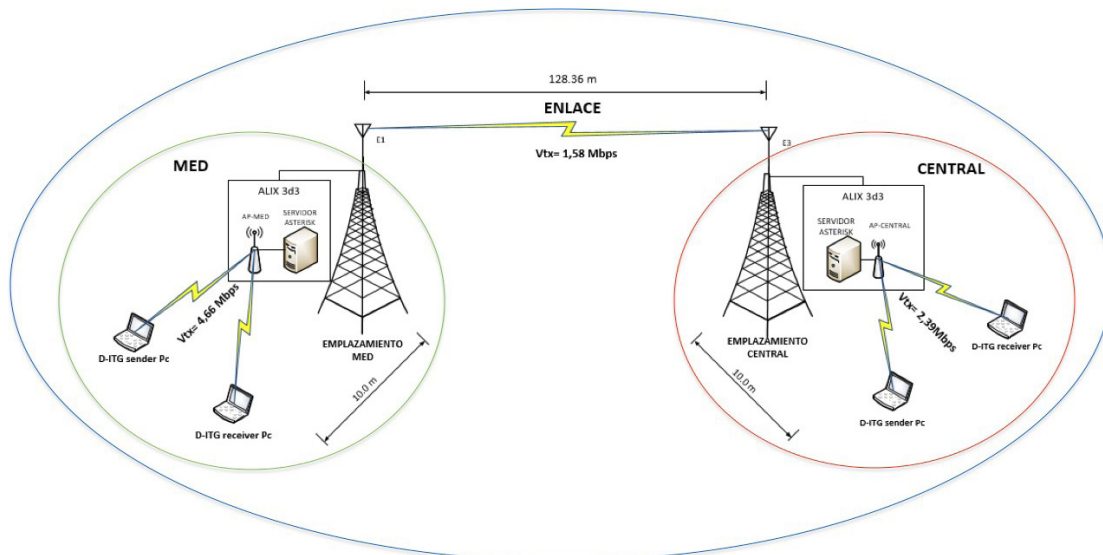 128.36 m
ENLACE
E1
E3
Vtx= 1,58 Mbps
MED
ALIX 3d3
AP-MED
SERVIDOR
ASTERISK
Vtx= 4,66 Mbps
D-ITG sender Pc
D-ITG receiver Pc
EMPLAZAMIENTO
MED
10.0 m
CENTRAL
ALIX 3d3
SERVIDOR
ASTERISK
AP-CENTRAL
Vtx= 2,39Mbps
D-ITG receiver Pc
D-ITG sender Pc
EMPLAZAMIENTO
CENTRAL
10.0 m